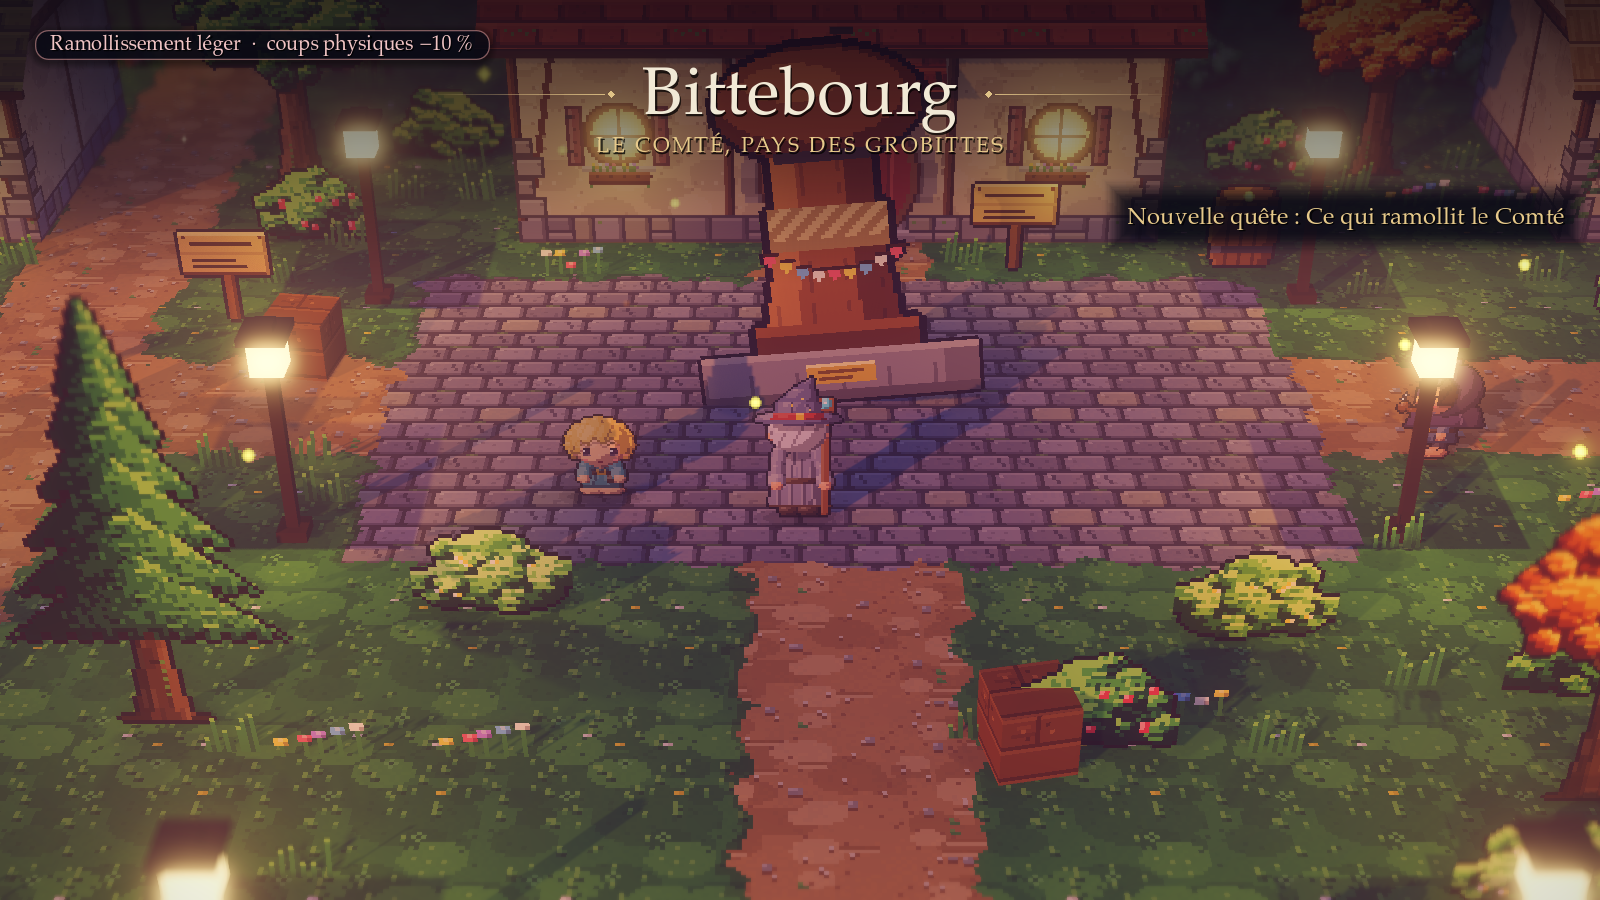 Ramollissement léger · coups physiques −10 %
Bittebourg
LE COMTÉ, PAYS DES GROBITTES
Nouvelle quête : Ce qui ramollit le Comté